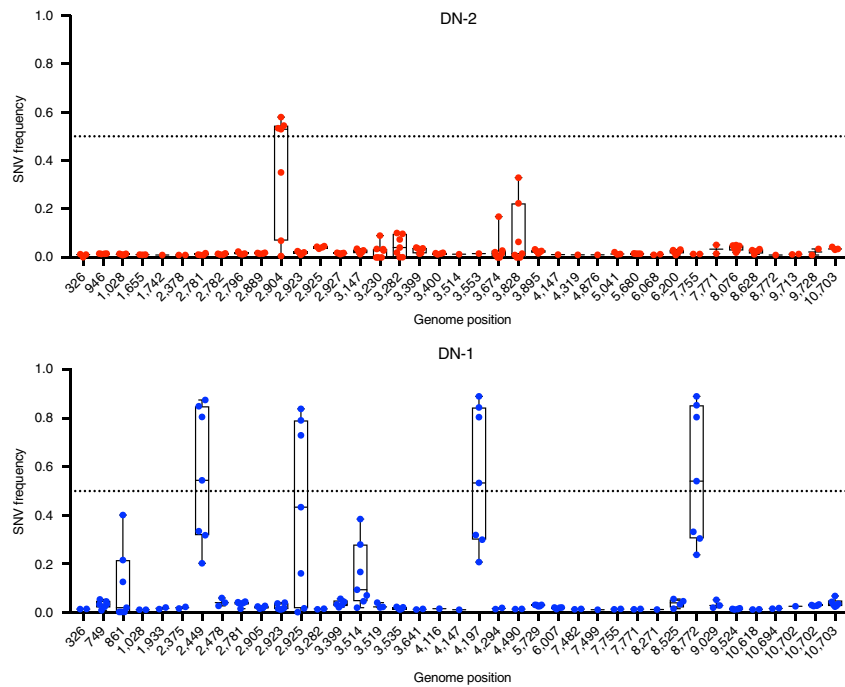 DN-2
1.0
0.8
0.6
0.4
0.2
0.0
SNV frequency
326 946 1,028 1,655 1,742 2,378 2,781 2,782 2,796 2,889 2,904 2,923 2,925 2,927 3,147 3,230 3,282 3,399 3,400 3,514 3,553 3,674 3,828 3,895 4,147 4,319 4,876 5,041 5,680 6,068 6,200 7,755 7,771 8,076 8,628 8,772 9,713 9,728 10,703
Genome position
DN-1
1.0
0.8
0.6
0.4
0.2
0.0
SNV frequency
326 749 861 1,028 1,933 2,375 2,449 2,478 2,781 2,905 2,923 2,925 3,282 3,399 3,514 3,519 3,535 3,641 4,116 4,147 4,197 4,294 4,490 5,729 6,007 7,482 7,499 7,755 7,771 8,271 8,525 8,772 9,029 9,524 10,618 10,694 10,702 10,702 10,703
Genome position